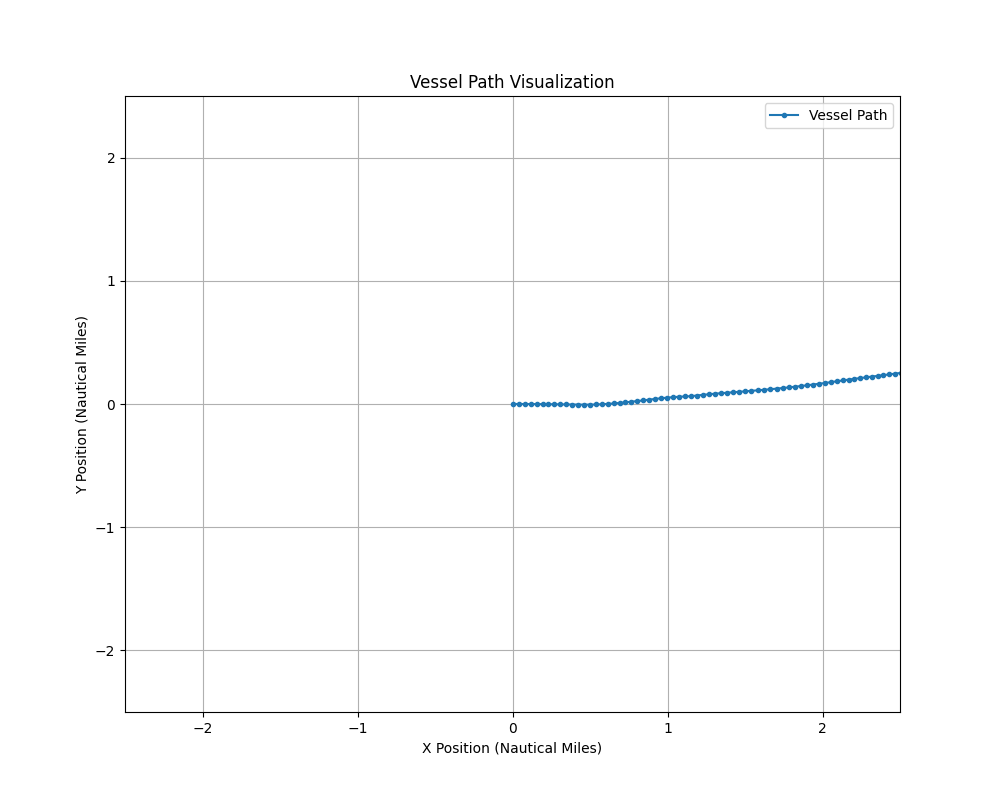 Vessel Path Visualization
Vessel Path
2
1
0
−1
−2
Y Position (Nautical Miles)
−2
−1
0
1
2
X Position (Nautical Miles)